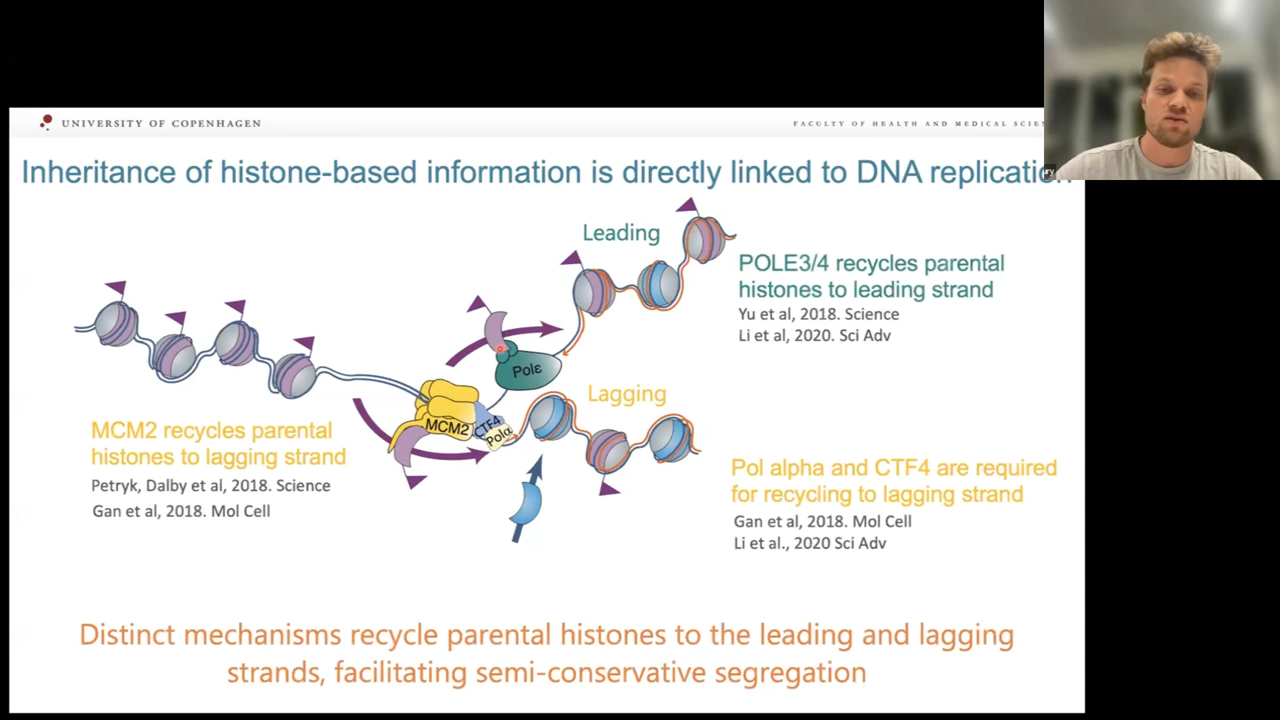 UNIVERSITY OF COPENHAGEN
FACULTY OF HEALTH AND MEDICAL
Inheritance of histone-based information is directly linked to DNA replication
Leading
POLE3/4 recycles parental
histones to leading strand
Yu et al, 2018. Science
Li et al, 2020. Sci Adv
Polε
Lagging
MCM2
CTF4
Polα
MCM2 recycles parental
histones to lagging strand
Petryk, Dalby et al, 2018. Science
Gan et al, 2018. Mol Cell
Pol alpha and CTF4 are required
for recycling to lagging strand
Gan et al, 2018. Mol Cell
Li et al., 2020 Sci Adv
Distinct mechanisms recycle parental histones to the leading and lagging
strands, facilitating semi-conservative segregation